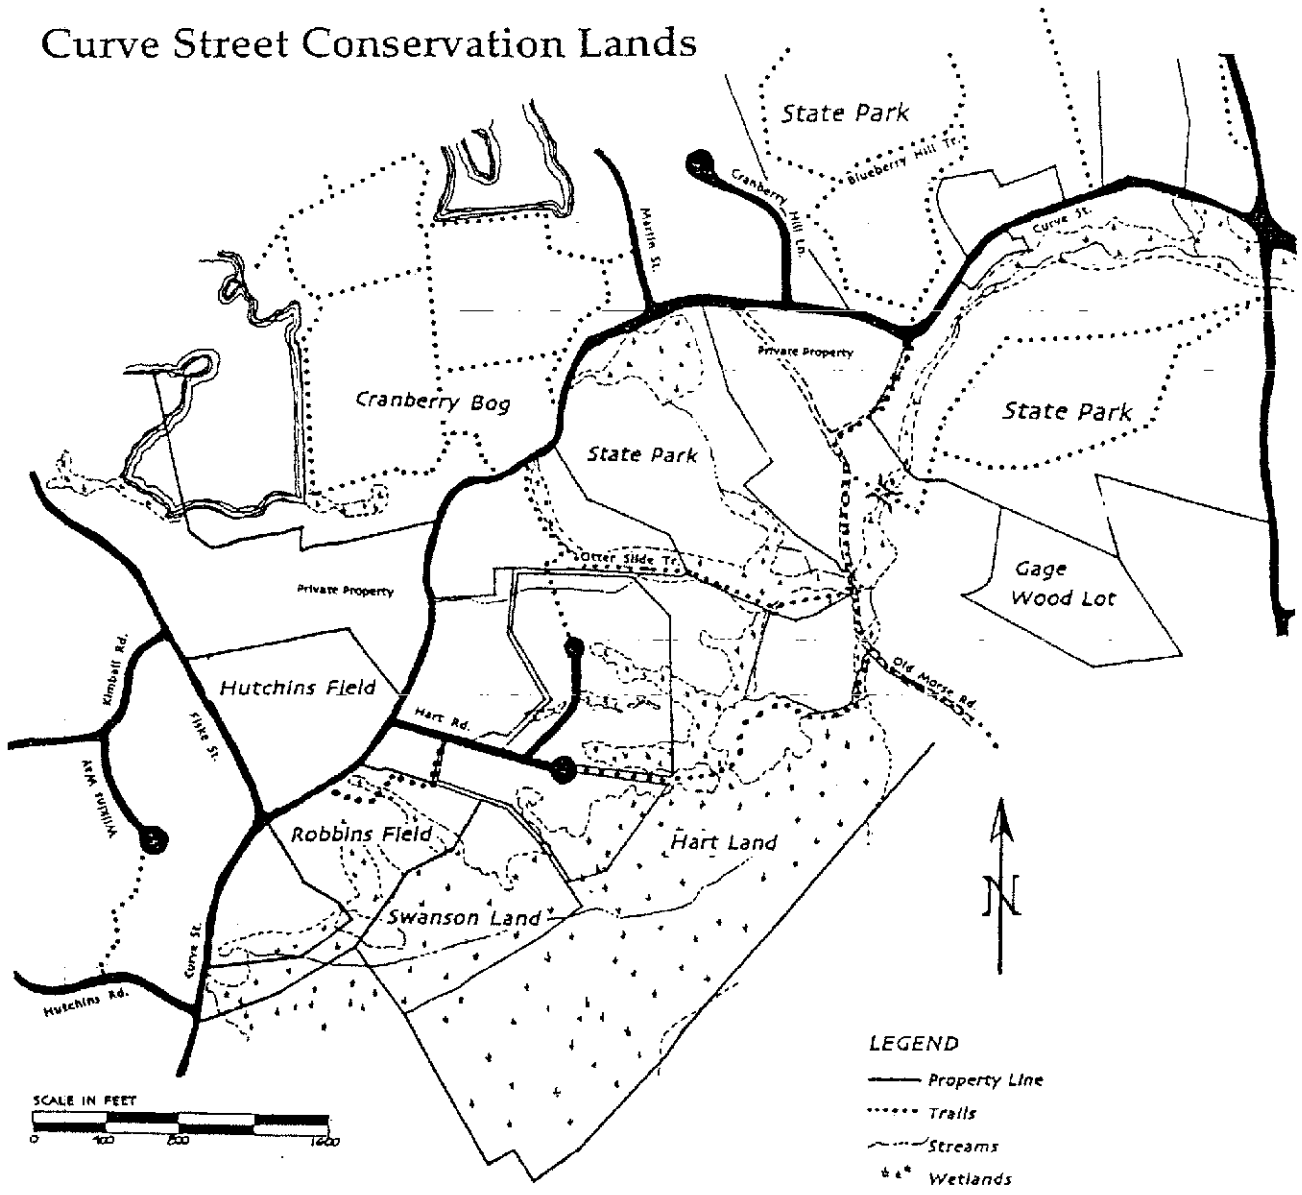 Curve Street Conservation Lands
State Park
Blueberry Hill Tr.
Cranberry Hill Ln.
Martin St.
Curve St.
Private Property
Cranberry Bog
State Park
State Park
Otter Slide Tr.
Gage
Wood Lot
Private Property
Kimball Rd.
Hutchins Field
Old Morse Rd.
Fiske St.
Hart Rd.
Wilkins Way
Robbins Field
Hart Land
Swanson Land
N
Curve St.
Hutchins Rd.
LEGEND
Property Line
Trails
Streams
Wetlands
SCALE IN FEET
0 400 800 1600